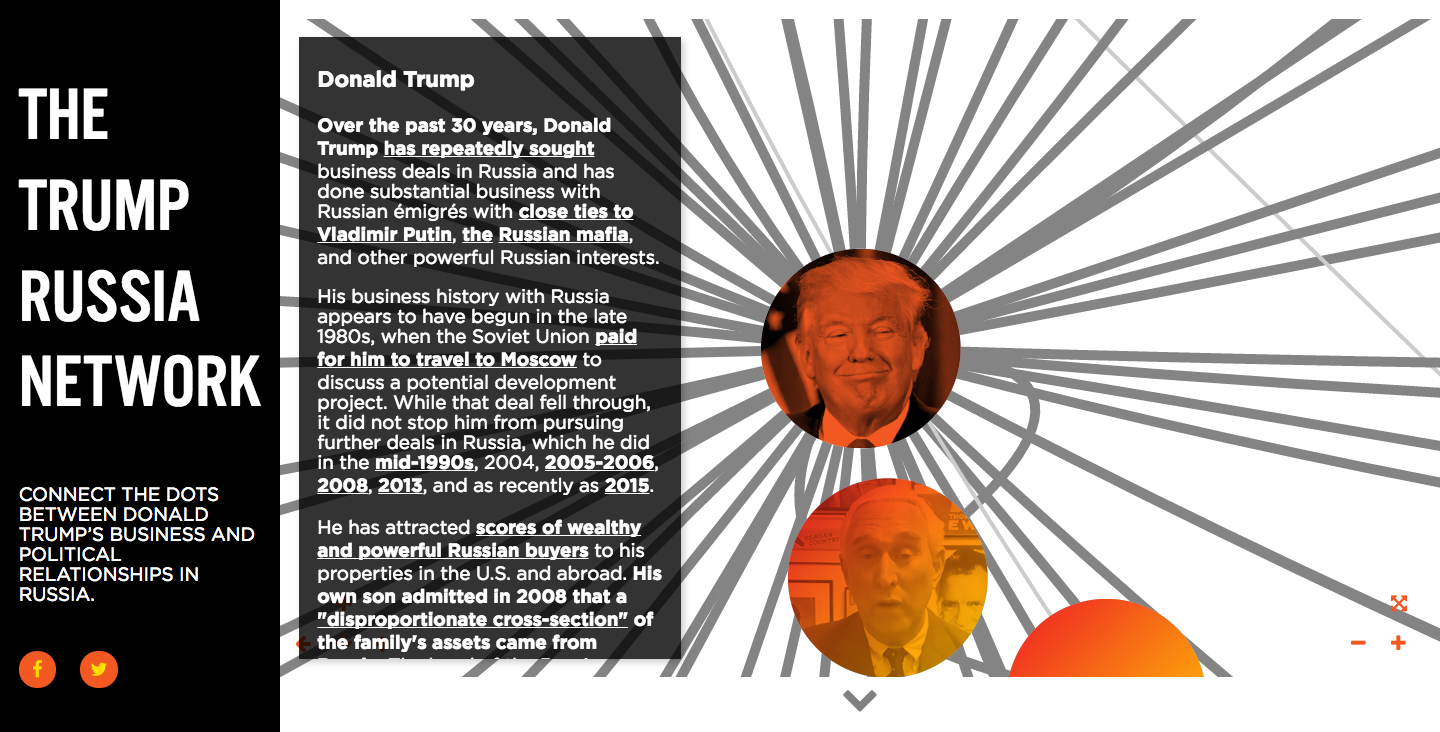 THE
TRUMP
RUSSIA
NETWORK
CONNECT THE DOTS
BETWEEN DONALD
TRUMP'S BUSINESS AND
POLITICAL
RELATIONSHIPS IN
RUSSIA.
Donald Trump
Over the past 30 years, Donald
Trump has repeatedly sought
business deals in Russia and has
done substantial business with
Russian émigrés with close ties to
Vladimir Putin, the Russian mafia,
and other powerful Russian interests.
His business history with Russia
appears to have begun in the late
1980s, when the Soviet Union paid
for him to travel to Moscow to
discuss a potential development
project. While that deal fell through,
it did not stop him from pursuing
further deals in Russia, which he did
in the mid-1990s, 2004, 2005-2006,
2008, 2013, and as recently as 2015.
He has attracted scores of wealthy
and powerful Russian buyers to his
properties in the U.S. and abroad. His
own son admitted in 2008 that a
"disproportionate cross-section" of
the family's assets came from
COUNTRY